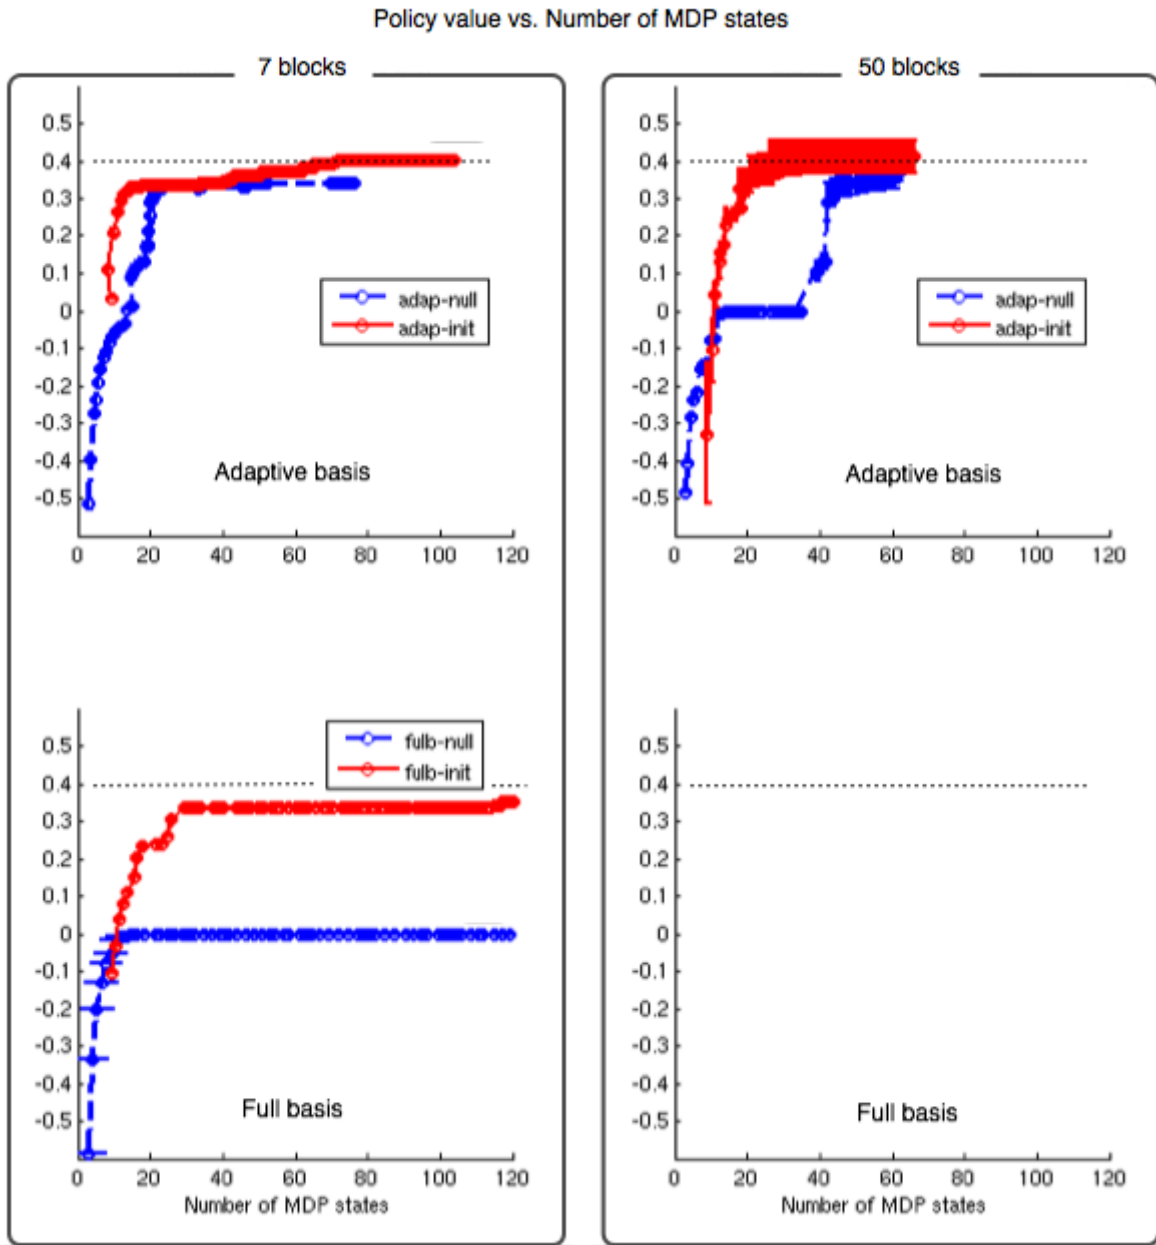 Policy value vs. Number of MDP states
7 blocks
0.5
0.4
0.3
0.2
0.1
0
-0.1
-0.2
-0.3
-0.4
-0.5
adap-null
adap-init
Adaptive basis
0 20 40 60 80 100 120
50 blocks
0.5
0.4
0.3
0.2
0.1
0
-0.1
-0.2
-0.3
-0.4
-0.5
adap-null
adap-init
Adaptive basis
0 20 40 60 80 100 120
0.5
0.4
0.3
0.2
0.1
0
-0.1
-0.2
-0.3
-0.4
-0.5
fulb-null
fulb-init
Full basis
0 20 40 60 80 100 120
Number of MDP states
0.5
0.4
0.3
0.2
0.1
0
-0.1
-0.2
-0.3
-0.4
-0.5
Full basis
0 20 40 60 80 100 120
Number of MDP states